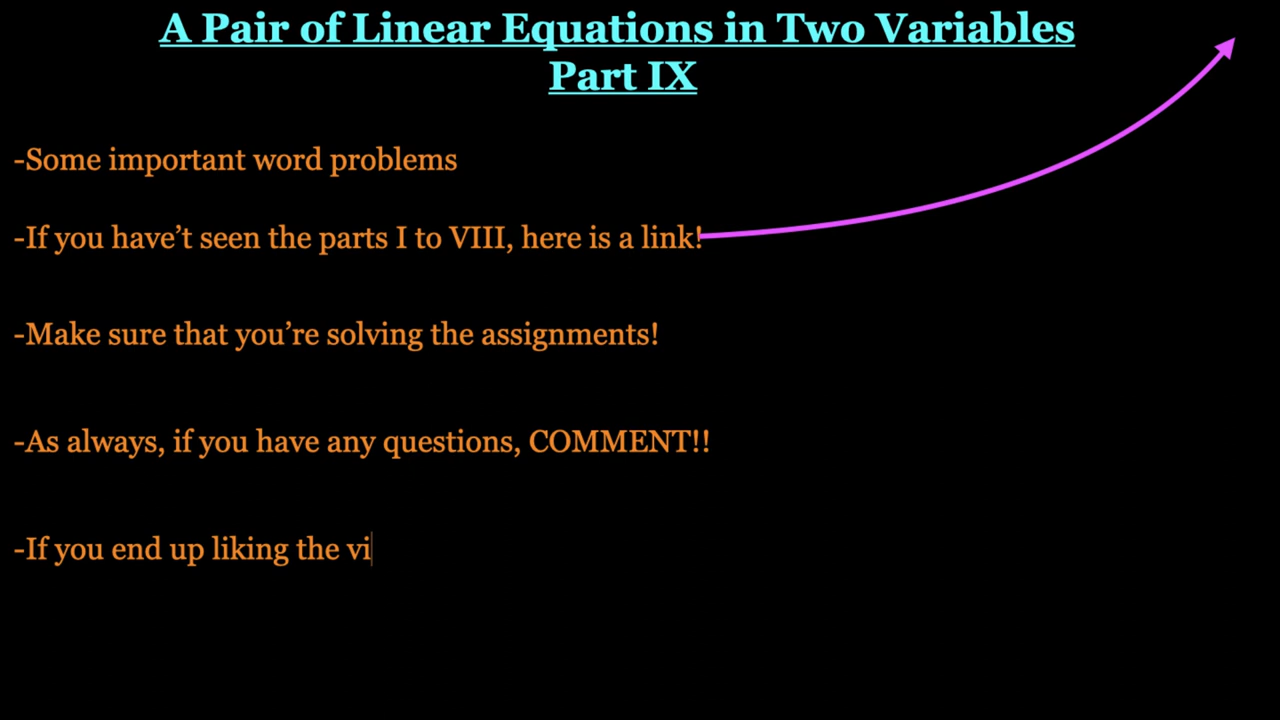 A Pair of Linear Equations in Two Variables
Part IX
-Some important word problems
-If you have’t seen the parts I to VIII, here is a link!
-Make sure that you’re solving the assignments!
-As always, if you have any questions, COMMENT!!
-If you end up liking the vi